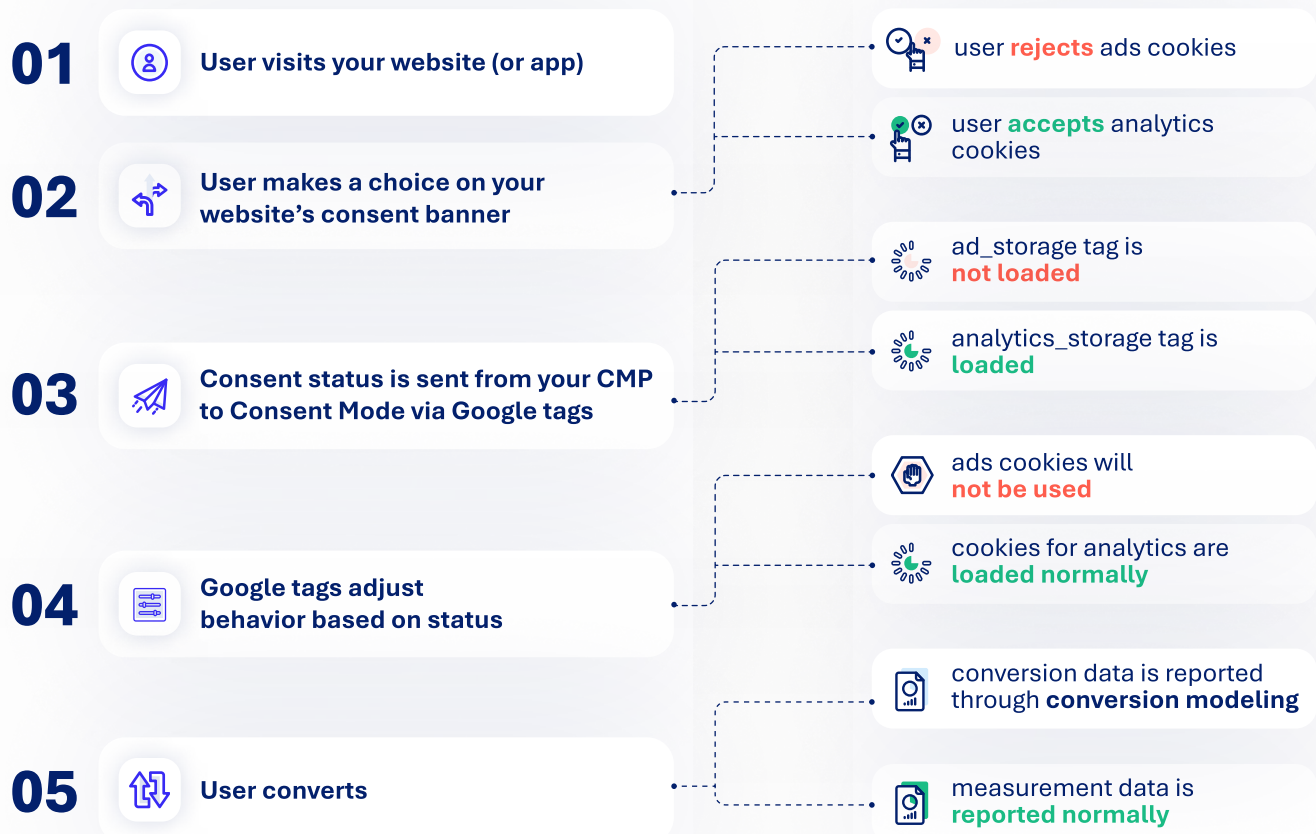 01
User visits your website (or app)
user rejects ads cookies
user accepts analytics
cookies
02
User makes a choice on your
website’s consent banner
ad_storage tag is
not loaded
analytics_storage tag is
loaded
03
Consent status is sent from your CMP
to Consent Mode via Google tags
ads cookies will
not be used
cookies for analytics are
loaded normally
04
Google tags adjust
behavior based on status
conversion data is reported
through conversion modeling
05
User converts
measurement data is
reported normally